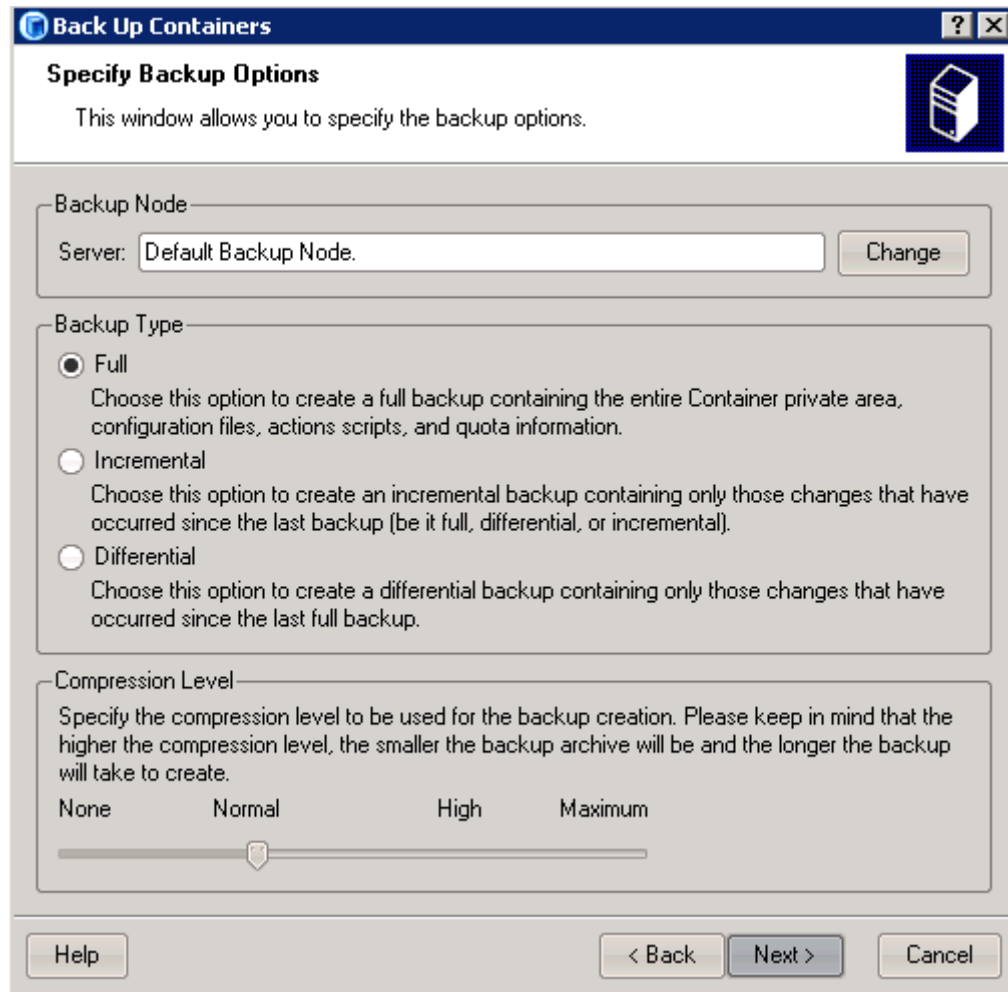 Back Up Containers
Specify Backup Options
This window allows you to specify the backup options.
Backup Node
Server: Default Backup Node. Change
Backup Type
Full
Choose this option to create a full backup containing the entire Container private area,
configuration files, actions scripts, and quota information.
Incremental
Choose this option to create an incremental backup containing only those changes that have
occurred since the last backup (be it full, differential, or incremental).
Differential
Choose this option to create a differential backup containing only those changes that have
occurred since the last full backup.
Compression Level
Specify the compression level to be used for the backup creation. Please keep in mind that the
higher the compression level, the smaller the backup archive will be and the longer the backup
will take to create.
None Normal High Maximum
Help < Back Next > Cancel